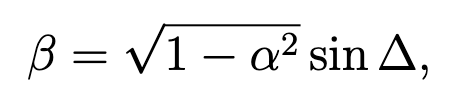 β = √(1 − α²) sin Δ,